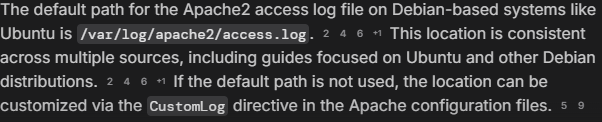 The default path for the Apache2 access log file on Debian-based systems like
Ubuntu is /var/log/apache2/access.log. 2 4 6 +1 This location is consistent
across multiple sources, including guides focused on Ubuntu and other Debian
distributions. 2 4 6 +1 If the default path is not used, the location can be
customized via the CustomLog directive in the Apache configuration files. 5 9